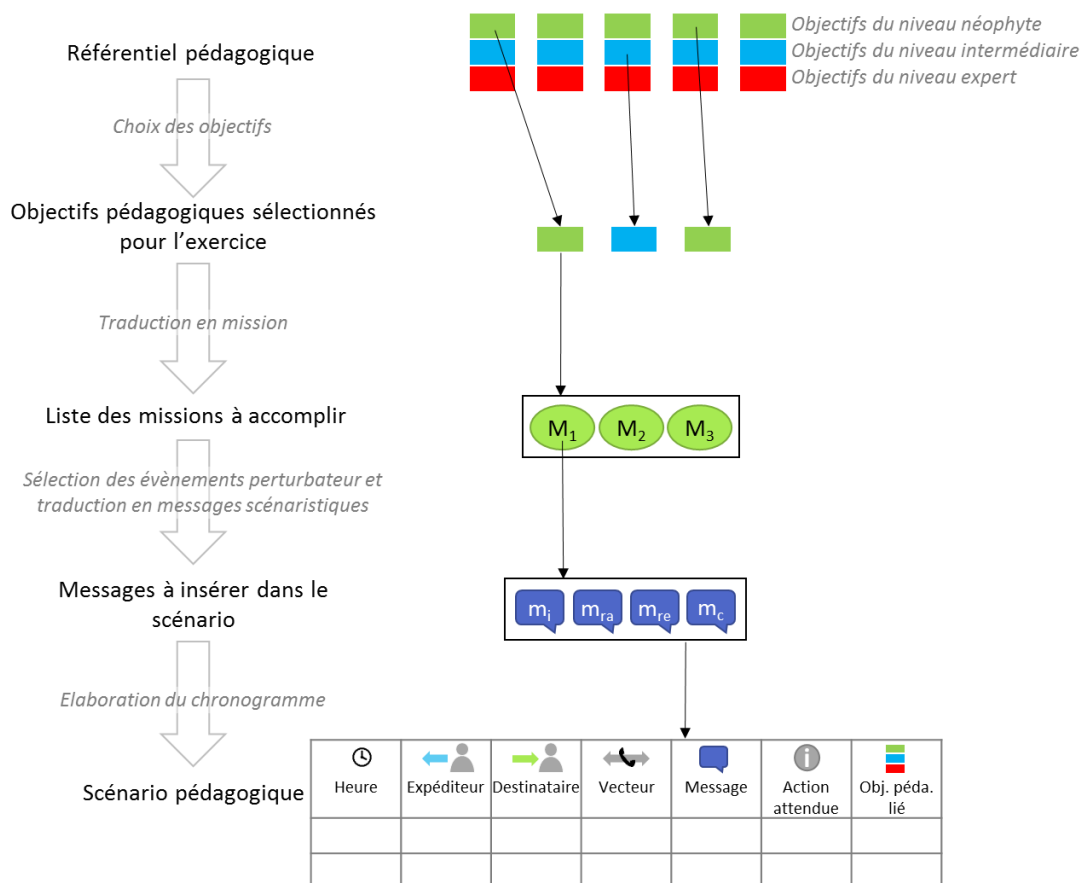 Référentiel pédagogique
Objectifs du niveau néophyte
Objectifs du niveau intermédiaire
Objectifs du niveau expert
Choix des objectifs
Objectifs pédagogiques sélectionnés
pour l'exercice
Traduction en mission
Liste des missions à accomplir
M1 M2 M3
Sélection des évènements perturbateur et
traduction en messages scénaristiques
Messages à insérer dans le
scénario
mi mra mre mc
Elaboration du chronogramme
Scénario pédagogique
Heure
Expéditeur
Destinataire
Vecteur
Message
Action
attendue
Obj. péda.
lié